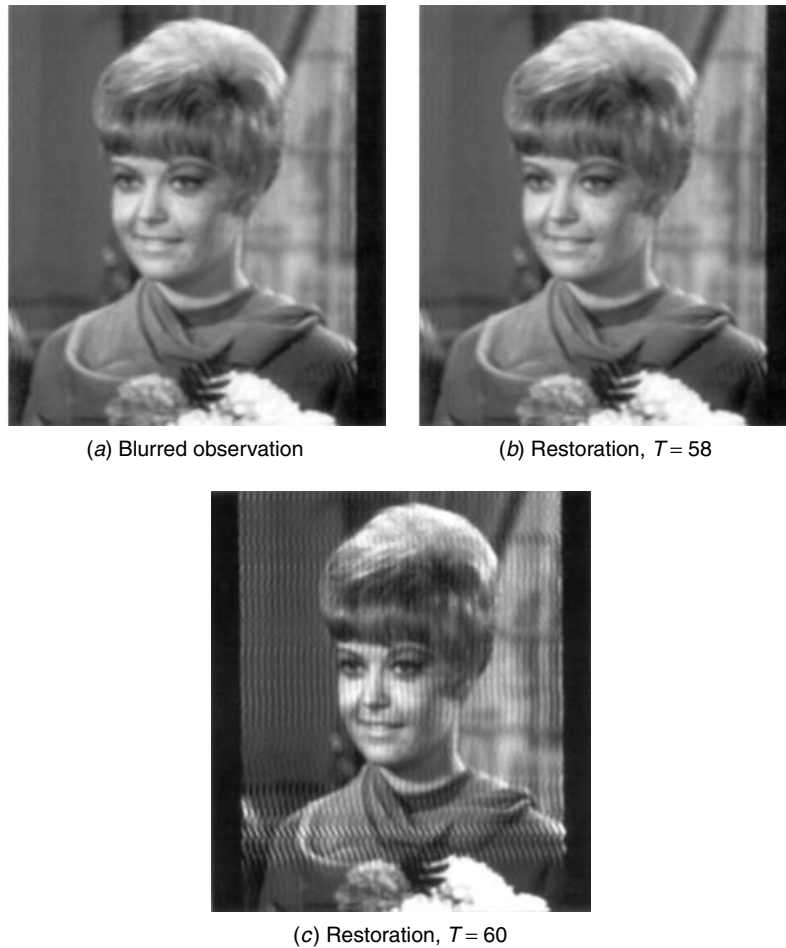 (a) Blurred observation
(b) Restoration, T = 58
(c) Restoration, T = 60